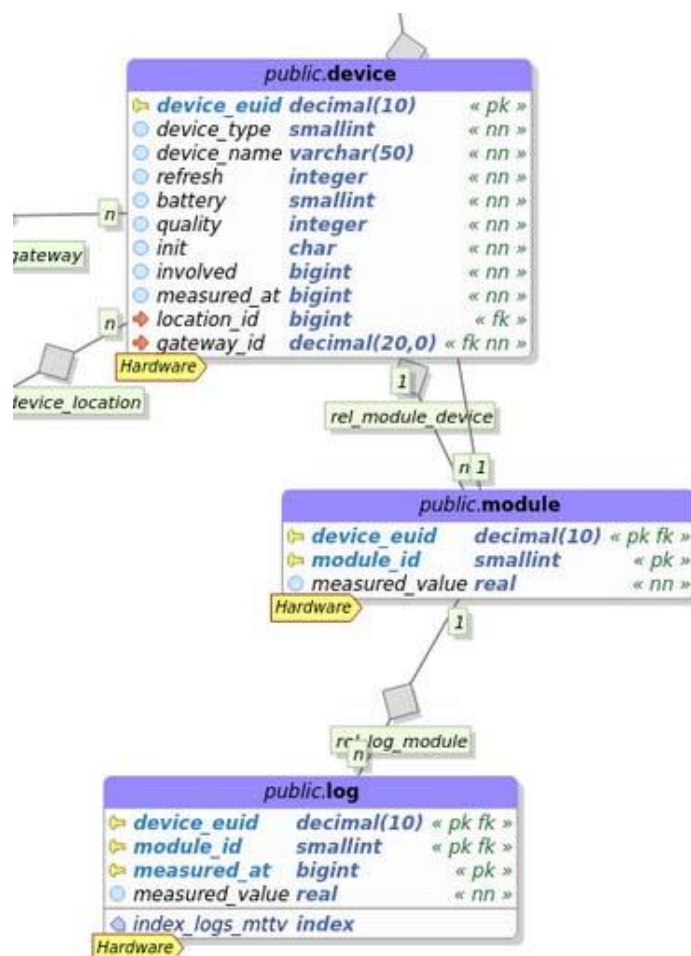 public.device
device_euid decimal(10) « pk »
device_type smallint « nn »
device_name varchar(50) « nn »
refresh integer « nn »
battery smallint « nn »
quality integer « nn »
init char « nn »
involved bigint « nn »
measured_at bigint « nn »
location_id bigint « fk »
gateway_id decimal(20,0) « fk nn »
Hardware
n
gateway
n
device_location
1
rel_module_device
n 1
public.module
device_euid decimal(10) « pk fk »
module_id smallint « pk »
measured_value real « nn »
Hardware
1
rel_log_module
n
public.log
device_euid decimal(10) « pk fk »
module_id smallint « pk fk »
measured_at bigint « pk »
measured_value real « nn »
index_logs_mttv index
Hardware